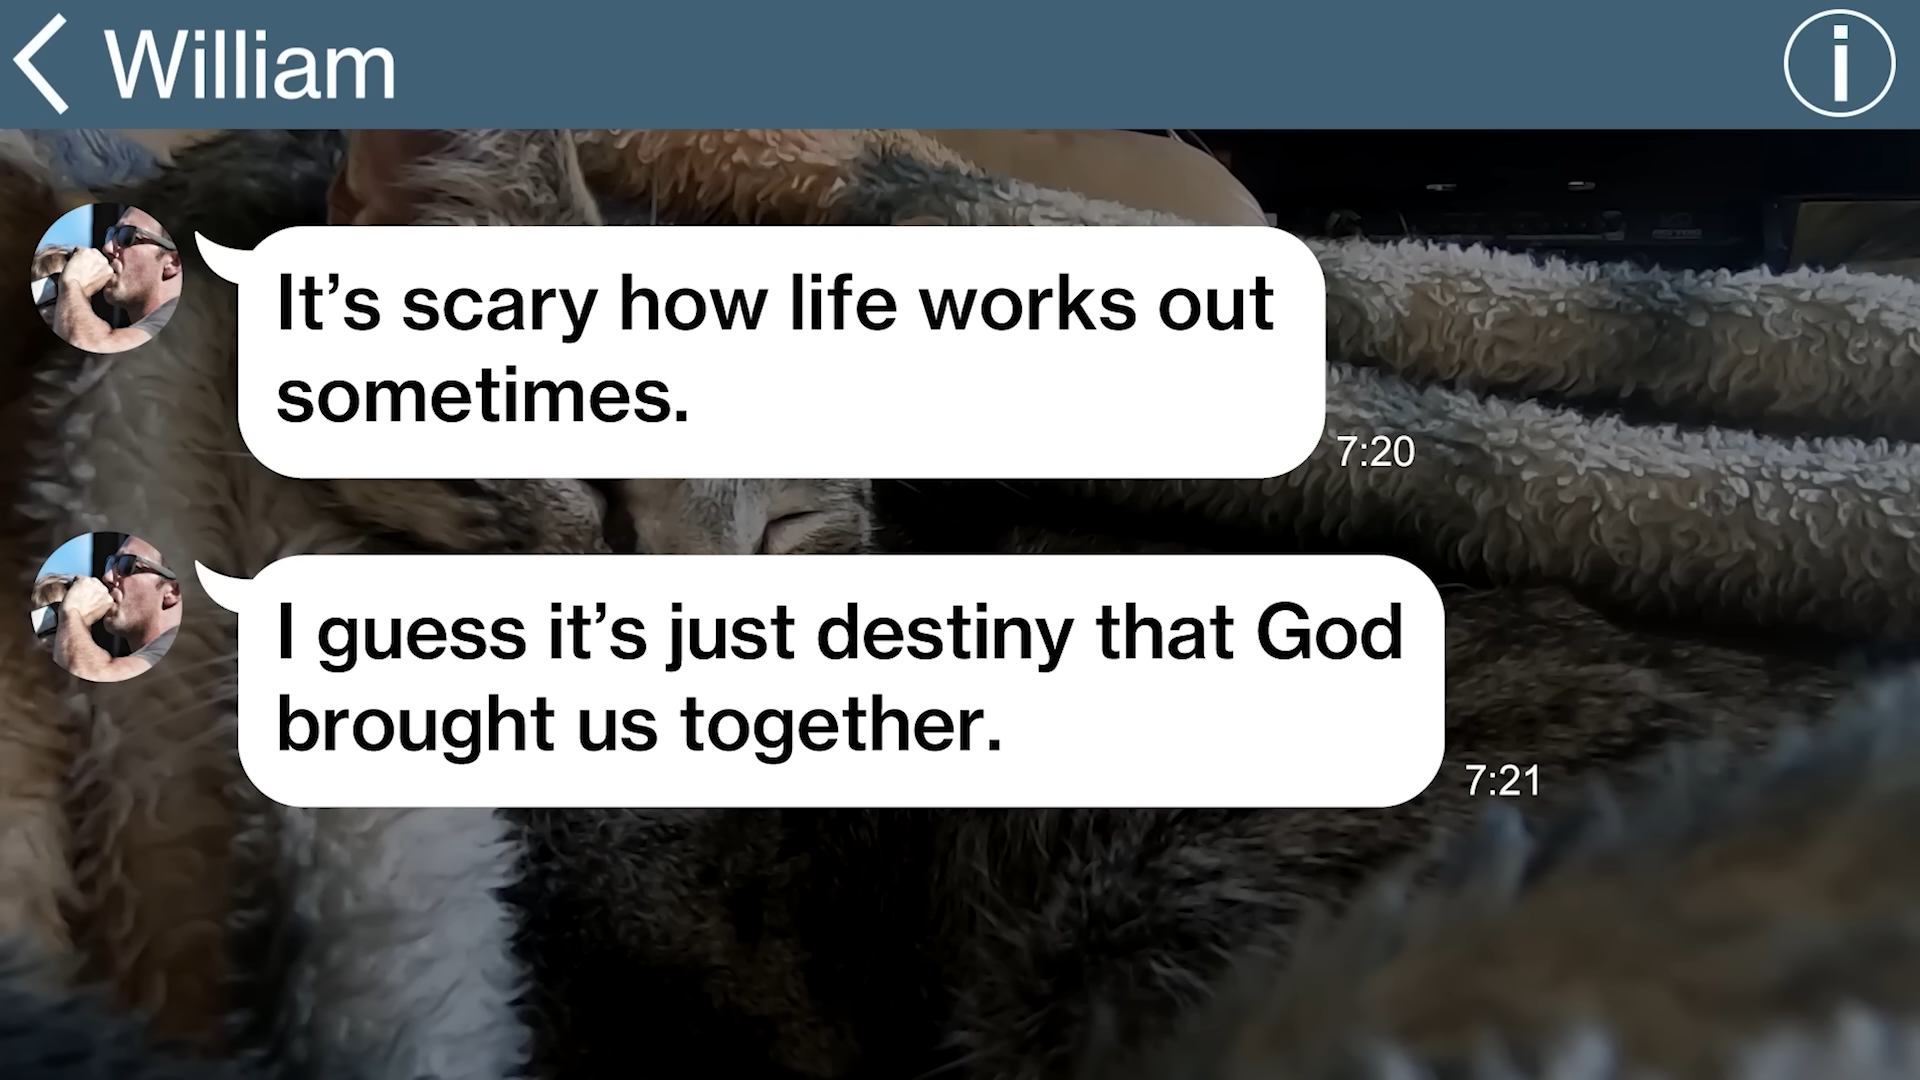 William
It’s scary how life works out
sometimes.
7:20
I guess it’s just destiny that God
brought us together.
7:21